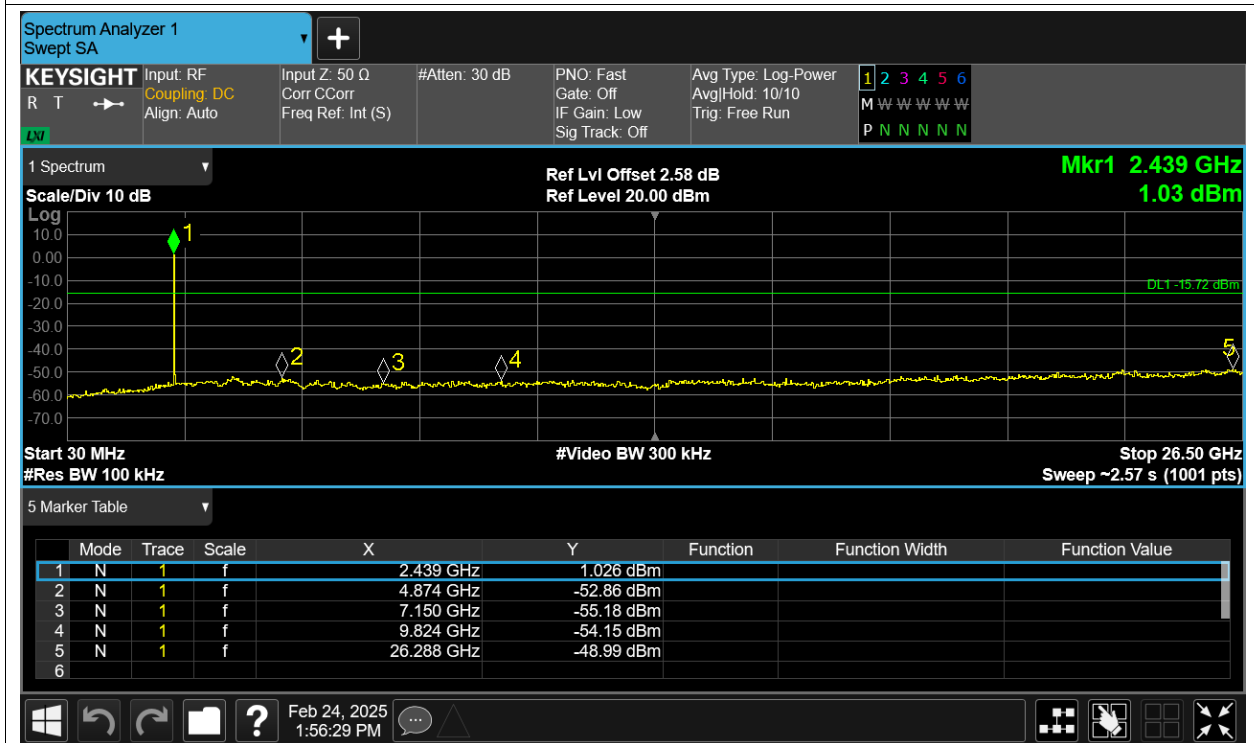 Spectrum Analyzer 1
Swept SA
KEYSIGHT
R T
LXI
Input: RF
Coupling: DC
Align: Auto
Input Z: 50 Ω
Corr CCorr
Freq Ref: Int (S)
#Atten: 30 dB
PNO: Fast
Gate: Off
IF Gain: Low
Sig Track: Off
Avg Type: Log-Power
Avg|Hold: 10/10
Trig: Free Run
1 2 3 4 5 6
M W W W W W
P N N N N N
1 Spectrum
Scale/Div 10 dB
Ref Lvl Offset 2.58 dB
Ref Level 20.00 dBm
Mkr1 2.439 GHz
1.03 dBm
Log
10.0
0.00
-10.0
-20.0
-30.0
-40.0
-50.0
-60.0
-70.0
1
DL1 -15.72 dBm
2
3
4
5
Start 30 MHz
#Video BW 300 kHz
Stop 26.50 GHz
#Res BW 100 kHz
Sweep ~2.57 s (1001 pts)
5 Marker Table
Mode Trace Scale X Y Function Function Width Function Value
1 N 1 f 2.439 GHz 1.026 dBm
2 N 1 f 4.874 GHz -52.86 dBm
3 N 1 f 7.150 GHz -55.18 dBm
4 N 1 f 9.824 GHz -54.15 dBm
5 N 1 f 26.288 GHz -48.99 dBm
6
?
Feb 24, 2025
1:56:29 PM